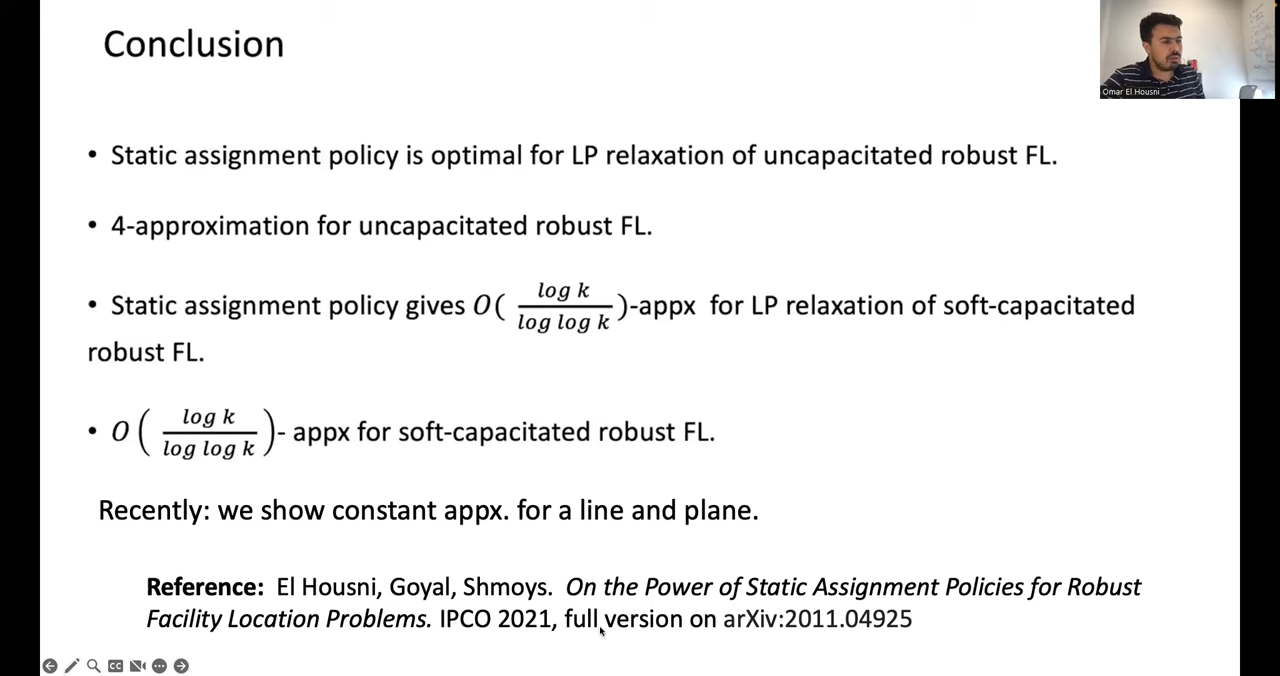 Conclusion
Omar El Housni
• Static assignment policy is optimal for LP relaxation of uncapacitated robust FL.
• 4-approximation for uncapacitated robust FL.
• Static assignment policy gives O( log k / log log k )-appx for LP relaxation of soft-capacitated
robust FL.
• O ( log k / log log k )- appx for soft-capacitated robust FL.
Recently: we show constant appx. for a line and plane.
Reference: El Housni, Goyal, Shmoys. On the Power of Static Assignment Policies for Robust
Facility Location Problems. IPCO 2021, full version on arXiv:2011.04925
CC